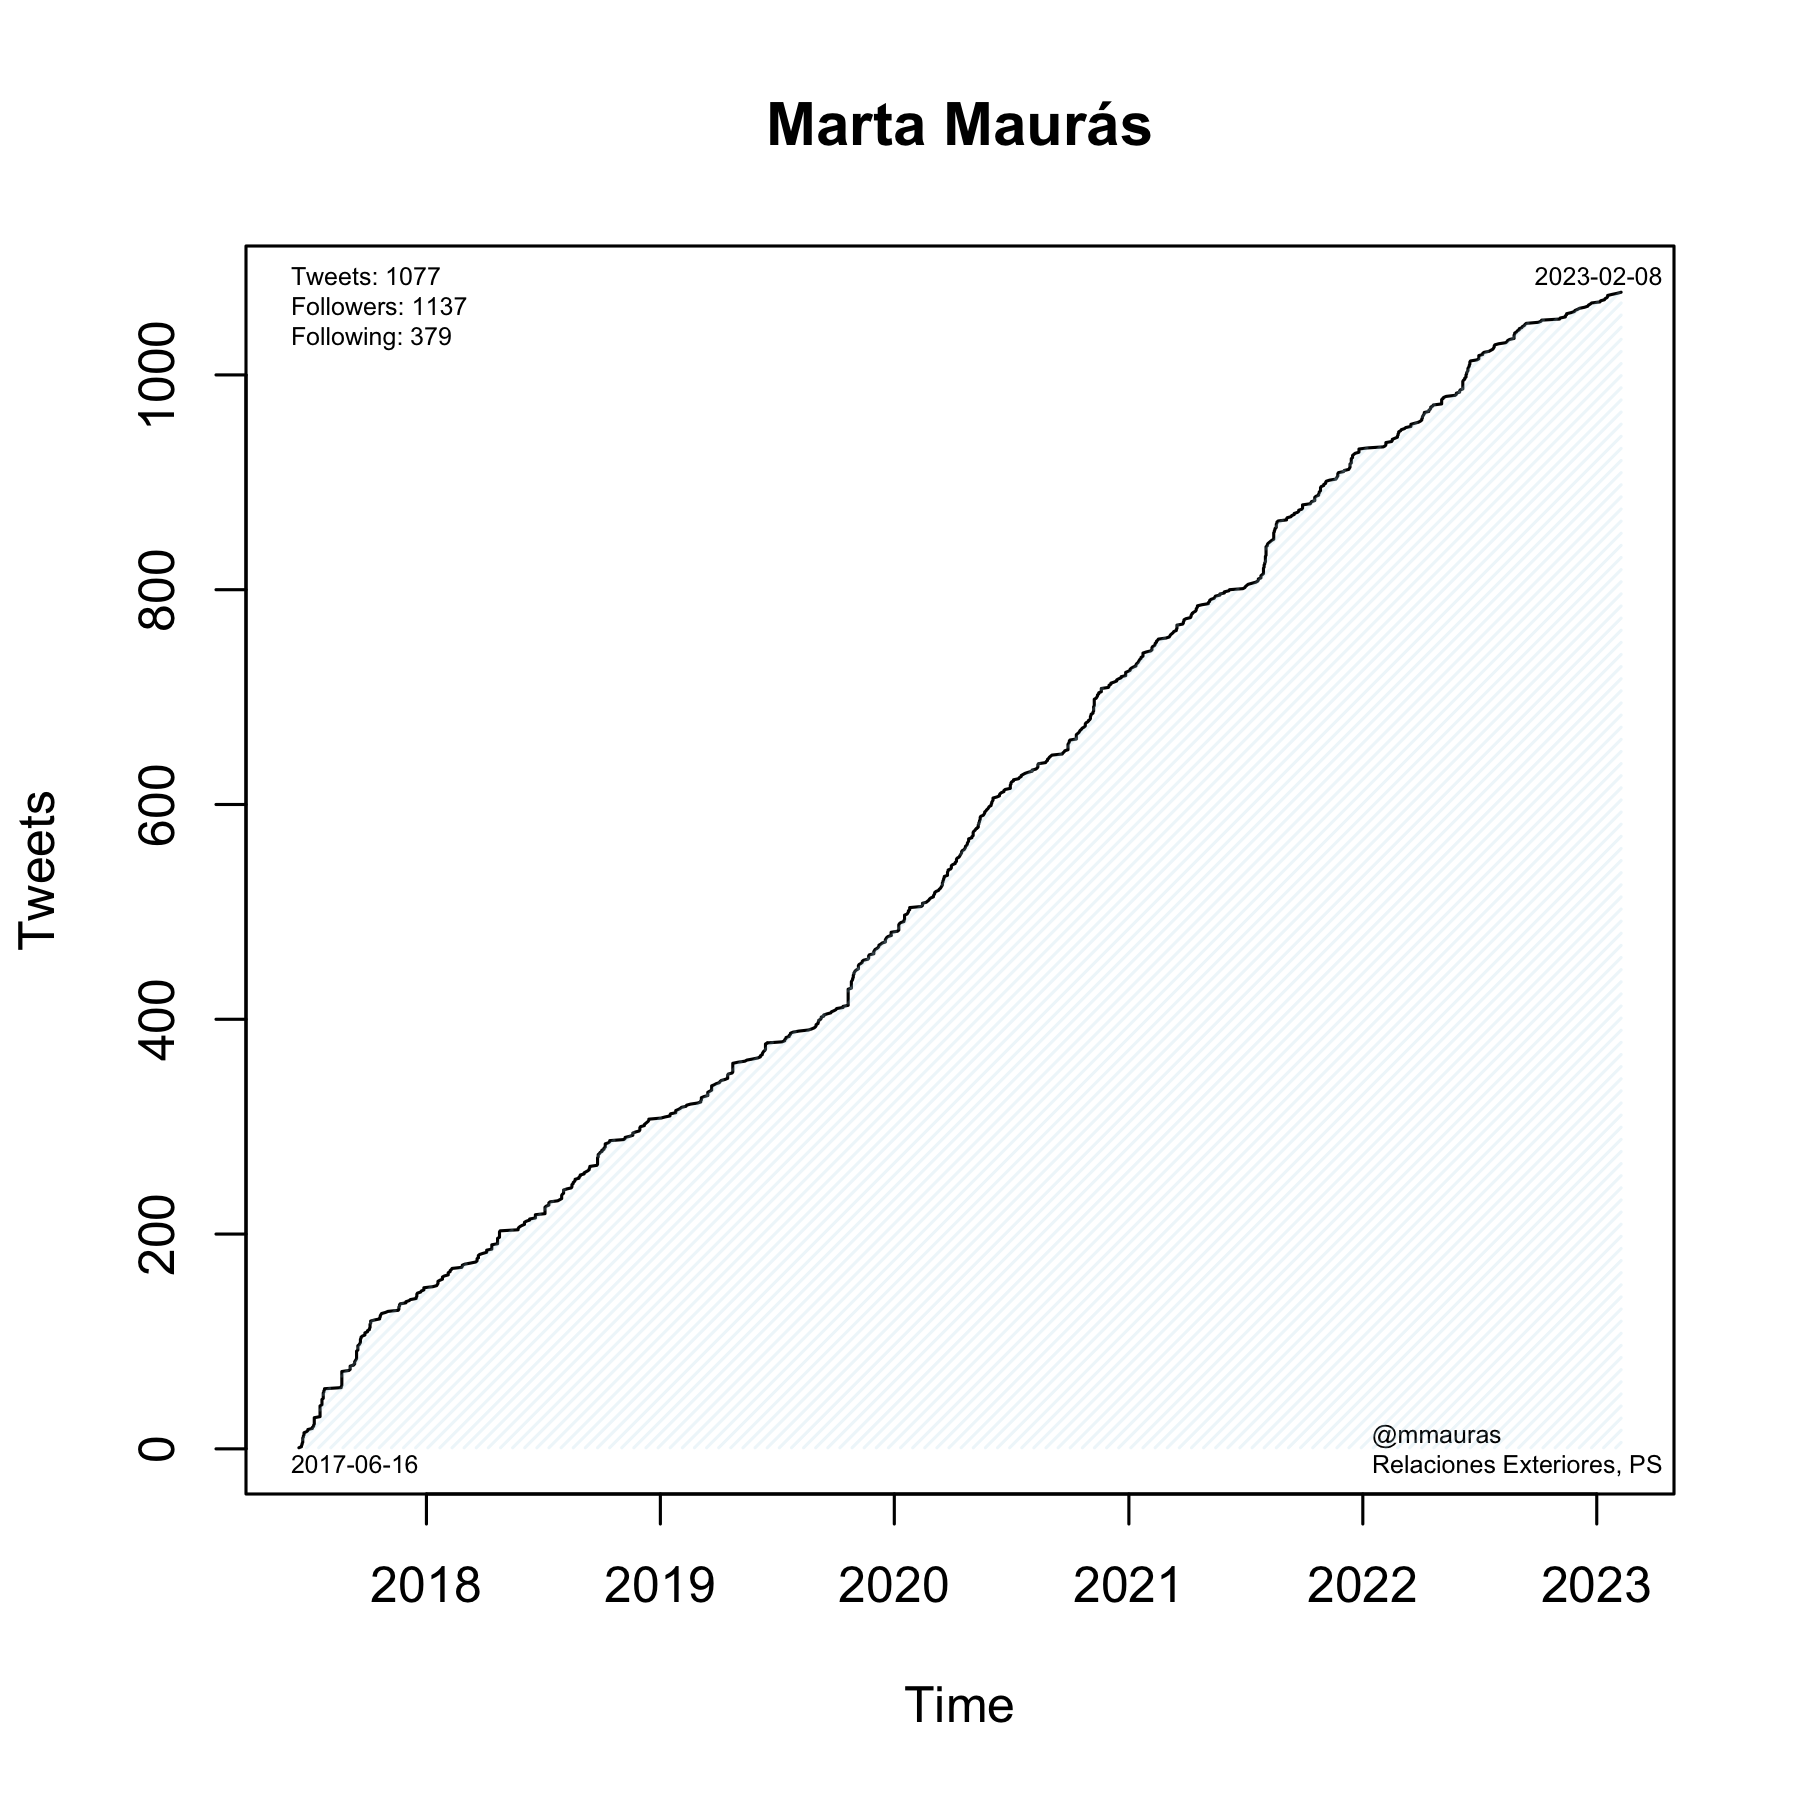 Marta Maurás
Tweets: 1077
Followers: 1137
Following: 379
2023-02-08
Tweets
1000
800
600
400
200
0
2017-06-16
@mmauras
Relaciones Exteriores, PS
2018 2019 2020 2021 2022 2023
Time